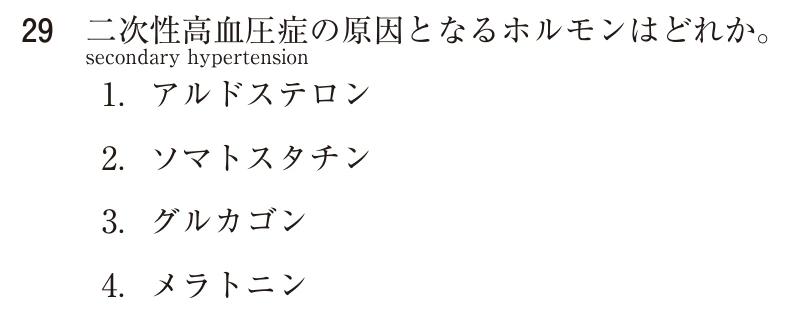 29 二次性高血圧症の原因となるホルモンはどれか。
secondary hypertension
1. アルドステロン
2. ソマトスタチン
3. グルカゴン
4. メラトニン